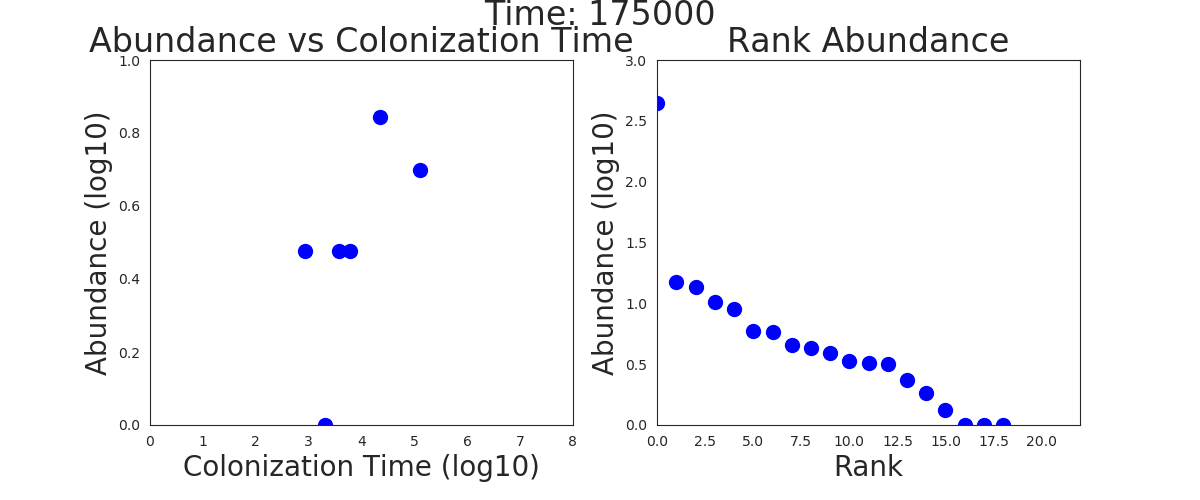 Time: 175000
Abundance vs Colonization Time
Rank Abundance
1.0
0.8
0.6
0.4
0.2
0.0
Abundance (log10)
0 1 2 3 4 5 6 7 8
Colonization Time (log10)
3.0
2.5
2.0
1.5
1.0
0.5
0.0
Abundance (log10)
0.0 2.5 5.0 7.5 10.0 12.5 15.0 17.5 20.0
Rank